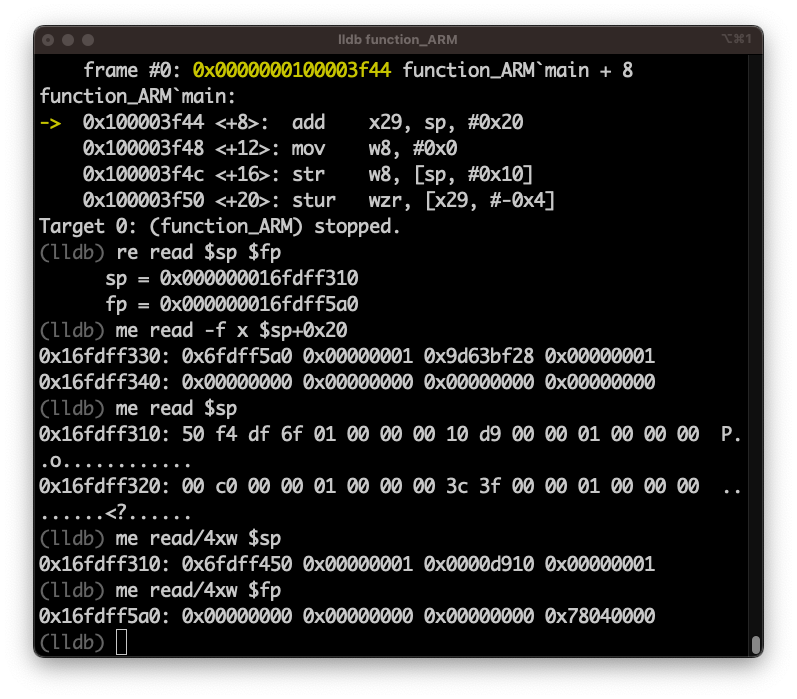 lldb function_ARM
⌥⌘1
    frame #0: 0x0000000100003f44 function_ARM`main + 8
function_ARM`main:
->  0x100003f44 <+8>:  add    x29, sp, #0x20
    0x100003f48 <+12>: mov    w8, #0x0
    0x100003f4c <+16>: str    w8, [sp, #0x10]
    0x100003f50 <+20>: stur   wzr, [x29, #-0x4]
Target 0: (function_ARM) stopped.
(lldb) re read $sp $fp
      sp = 0x000000016fdff310
      fp = 0x000000016fdff5a0
(lldb) me read -f x $sp+0x20
0x16fdff330: 0x6fdff5a0 0x00000001 0x9d63bf28 0x00000001
0x16fdff340: 0x00000000 0x00000000 0x00000000 0x00000000
(lldb) me read $sp
0x16fdff310: 50 f4 df 6f 01 00 00 00 10 d9 00 00 01 00 00 00  P.
.o............
0x16fdff320: 00 c0 00 00 01 00 00 00 3c 3f 00 00 01 00 00 00  ..
......<?......
(lldb) me read/4xw $sp
0x16fdff310: 0x6fdff450 0x00000001 0x0000d910 0x00000001
(lldb) me read/4xw $fp
0x16fdff5a0: 0x00000000 0x00000000 0x00000000 0x78040000
(lldb)